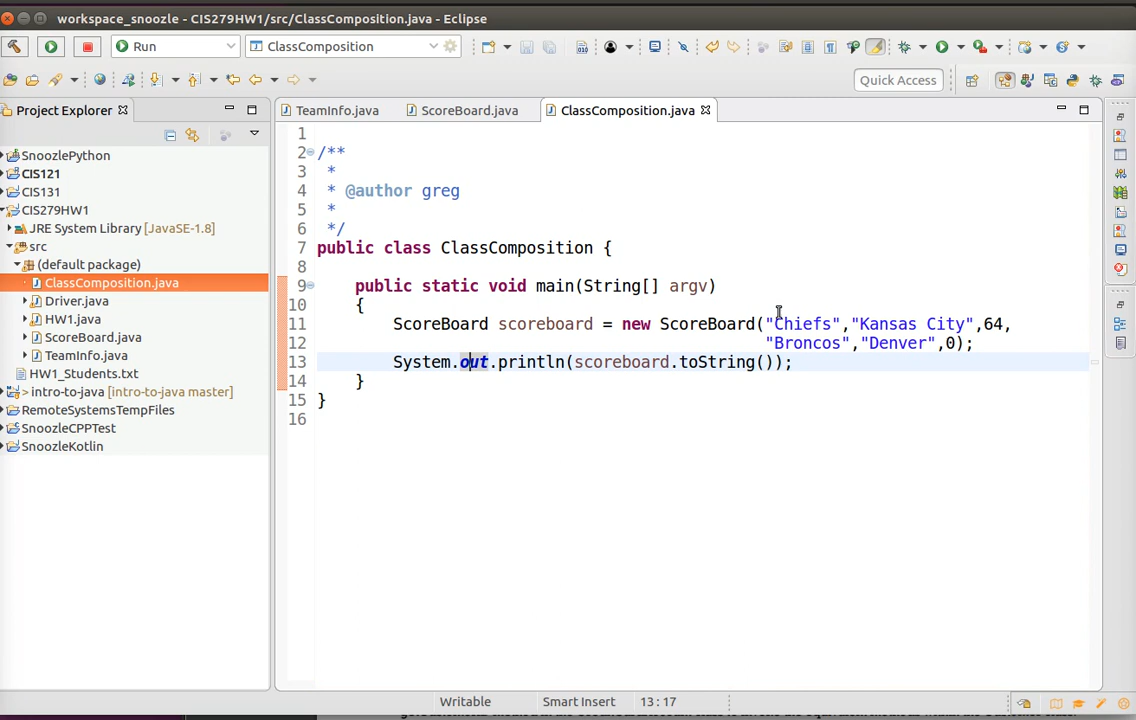 workspace_snoozle - CIS279HW1/src/ClassComposition.java - Eclipse
Run
ClassComposition
Quick Access
Project Explorer
TeamInfo.java
ScoreBoard.java
ClassComposition.java
SnoozlePython
CIS121
CIS131
CIS279HW1
JRE System Library [JavaSE-1.8]
src
(default package)
ClassComposition.java
Driver.java
HW1.java
ScoreBoard.java
TeamInfo.java
HW1_Students.txt
> intro-to-java [intro-to-java master]
RemoteSystemsTempFiles
SnoozleCPPTest
SnoozleKotlin
1
2 /**
3 *
4 * @author greg
5 *
6 */
7 public class ClassComposition {
8
9 public static void main(String[] argv)
10 {
11 ScoreBoard scoreboard = new ScoreBoard("Chiefs","Kansas City",64,
12 "Broncos","Denver",0);
13 System.out.println(scoreboard.toString());
14 }
15 }
16
Writable
Smart Insert
13:17